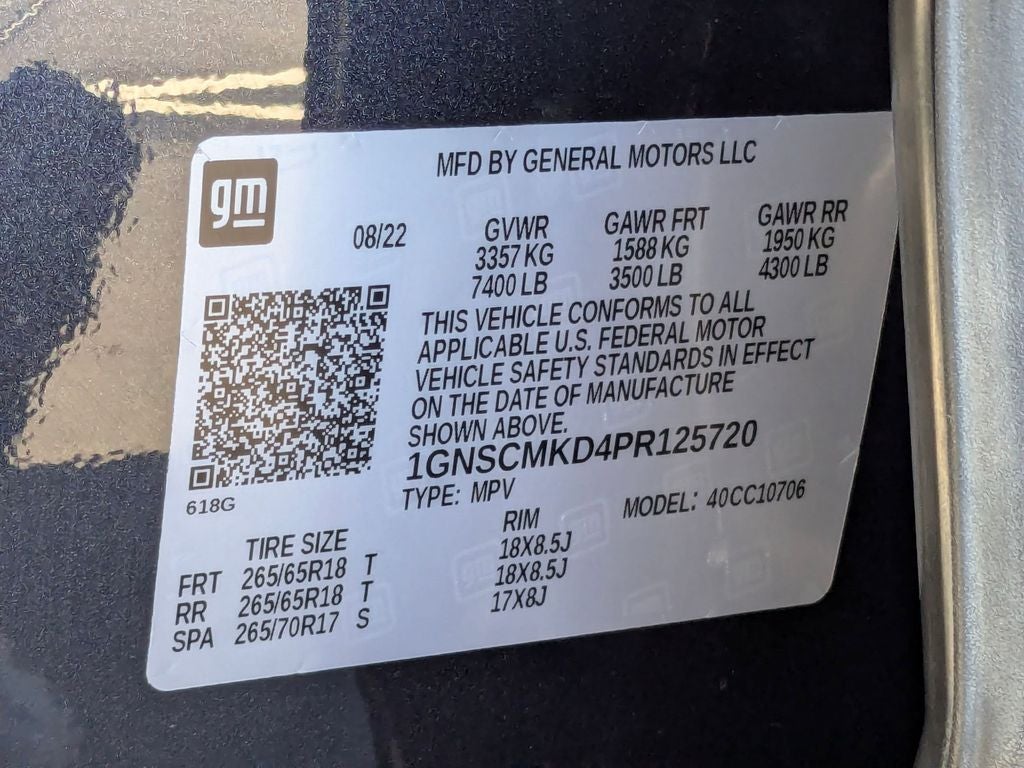 gm
MFD BY GENERAL MOTORS LLC
08/22 GVWR GAWR FRT GAWR RR
3357 KG 1588 KG 1950 KG
7400 LB 3500 LB 4300 LB
THIS VEHICLE CONFORMS TO ALL
APPLICABLE U.S. FEDERAL MOTOR
VEHICLE SAFETY STANDARDS IN EFFECT
ON THE DATE OF MANUFACTURE
SHOWN ABOVE.
1GNSCMKD4PR125720
618G
TYPE: MPV MODEL: 40CC10706
TIRE SIZE RIM
FRT 265/65R18 T 18X8.5J
RR 265/65R18 T 18X8.5J
SPA 265/70R17 S 17X8J